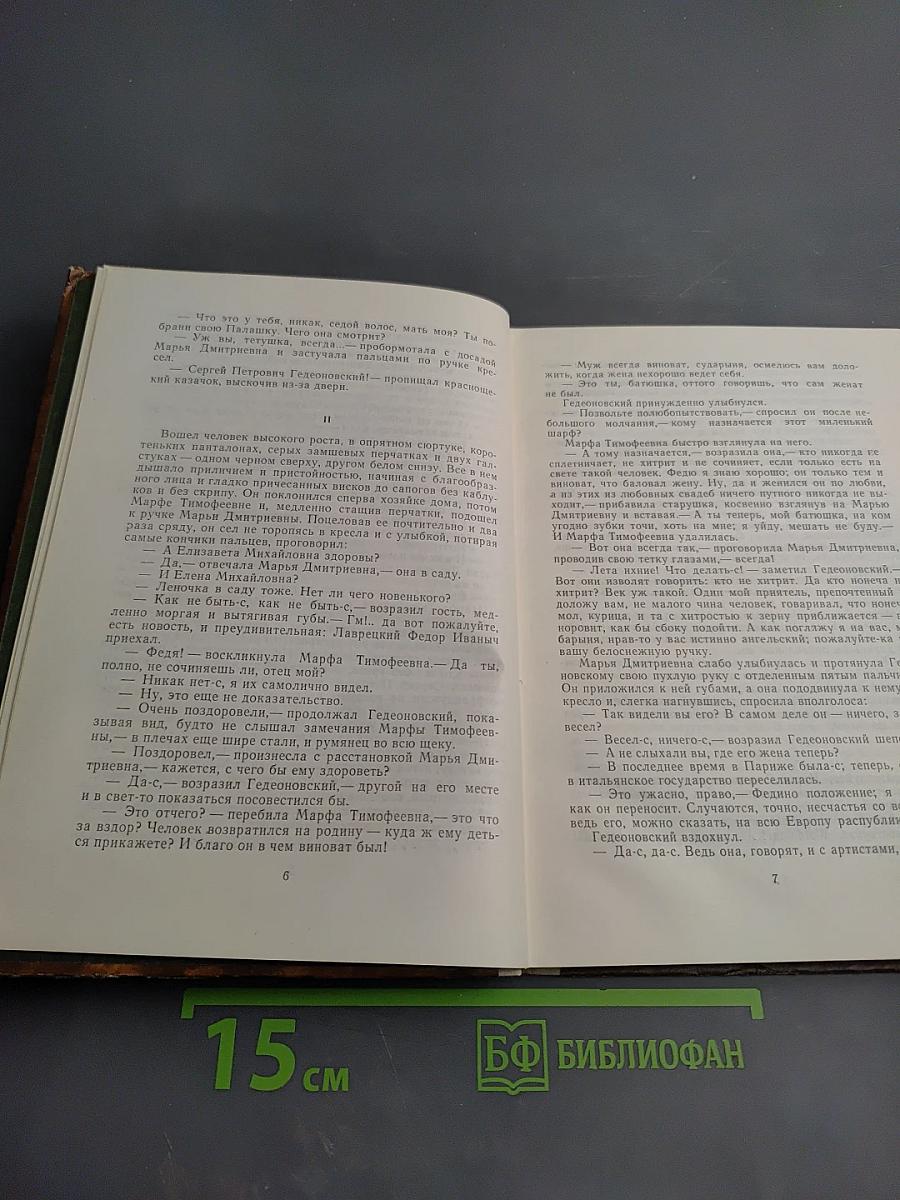 — Что это у тебя, никак, седой волос, мать моя? Ты по-
брани свою Палашку. Чего она смотрит?
— Уж вы, тетушка, всегда...— пробормотала с досадой
Марья Дмитриевна и застучала пальцами по ручке кре-
сел.
— Сергей Петрович Гедеоновский!— пропищал краснощe-
кий казачок, выскочив из-за двери.
II
Вошел человек высокого роста, в опрятном сюртуке, коро-
теньких панталонах, серых замшевых перчатках и двух гал-
стуках — одном черном сверху, другом белом снизу. Все в нем
дышало приличием и пристойностью, начиная с благообраз-
ного лица и гладко причесанных висков до сапогов без каблу-
ков и без скрипу. Он поклонился сперва хозяйке дома, потом
Марфе Тимофеевне и, медленно стащив перчатки, подошел
к ручке Марьи Дмитриевны. Поцеловав ее почтительно и два
раза сряду, он сел не торопясь в кресла и с улыбкой, потирая
самые кончики пальцев, проговорил:
— А Елизавета Михайловна здоровы?
— Да,— отвечала Марья Дмитриевна,— она в саду.
— И Елена Михайловна?
— Леночка в саду тоже. Нет ли чего новенького?
— Как не быть-с, как не быть-с,— возразил гость, мед-
ленно моргая и вытягивая губы.— Гм!.. да вот пожалуйте,
есть новость, и преудивительная: Лаврецкий Федор Иваныч
приехал.
— Федя! — воскликнула Марфа Тимофеевна.— Да ты,
полно, не сочиняешь ли, отец мой?
— Никак нет-с, я их самолично видел.
— Ну, это еще не доказательство.
— Очень поздоровели,— продолжал Гедеоновский, пока-
зывая вид, будто не слышал замечания Марфы Тимофеев-
ны,— в плечах еще шире стали, и румянец во всю щеку.
— Поздоровел,— произнесла с расстановкой Марья Дми-
триевна,— кажется, с чего бы ему здороветь?
— Да-с,— возразил Гедеоновский,— другой на его месте
и в свет-то показаться посовестился бы.
— Это отчего? — перебила Марфа Тимофеевна,— это что
за вздор? Человек возвратился на родину — куда ж ему деть-
ся прикажете? И благо он в чем виноват был!
6
— Муж всегда виноват, сударыня, осмелюсь вам доло-
жить, когда жена нехорошо ведет себя.
— Это ты, батюшка, оттого говоришь, что сам женат
не был.
Гедеоновский принужденно улыбнулся.
— Позвольте полюбопытствовать,— спросил он после не-
большого молчания,— кому назначается этот миленький
шарф?
Марфа Тимофеевна быстро взглянула на него.
— А тому назначается,— возразила она,— кто никогда не
сплетничает, не хитрит и не сочиняет, если только есть на
свете такой человек. Федю я знаю хорошо; он только тем и
виноват, что баловал жену. Ну, да и женился он по любви,
а из этих из любовных свадеб ничего путного никогда не вы-
ходит,— прибавила старушка, косвенно взглянув на Марью
Дмитриевну и вставая.— А ты теперь, мой батюшка, на ком
угодно зубки точи, хоть на мне; я уйду, мешать не буду.—
И Марфа Тимофеевна удалилась.
— Вот она всегда так,— проговорила Марья Дмитриевна,
проводив свою тетку глазами,— всегда!
— Лета ихние! Что делать-с! — заметил Гедеоновский.—
Вот они изволят говорить: кто не хитрит. Да кто нонеча н
хитрит? Век уж такой. Один мой приятель, препочтенный
доложу вам, не малого чина человек, говаривал, что нонеч
мол, курица, и та с хитростью к зерну приближается —
норовит, как бы сбоку подойти. А как погляжу я на вас, м
барыня, нрав-то у вас истинно ангельский; пожалуйте-ка
вашу белоснежную ручку.
Марья Дмитриевна слабо улыбнулась и протянула Ге
новскому свою пухлую руку с отделенным пятым пальчи
Он приложился к ней губами, а она пододвинула к нему
кресло и, слегка нагнувшись, спросила вполголоса:
— Так видели вы его? В самом деле он — ничего, з
весел?
— Весел-с, ничего-с,— возразил Гедеоновский шеп
— А не слыхали вы, где его жена теперь?
— В последнее время в Париже была-с; теперь,
в итальянское государство переселилась.
— Это ужасно, право,— Федино положение; я
как он переносит. Случаются, точно, несчастья со в
ведь его, можно сказать, на всю Европу распублик
Гедеоновский вздохнул.
— Да-с, да-с. Ведь она, говорят, и с артистами,
7
15 см
БФ БИБЛИОФАН